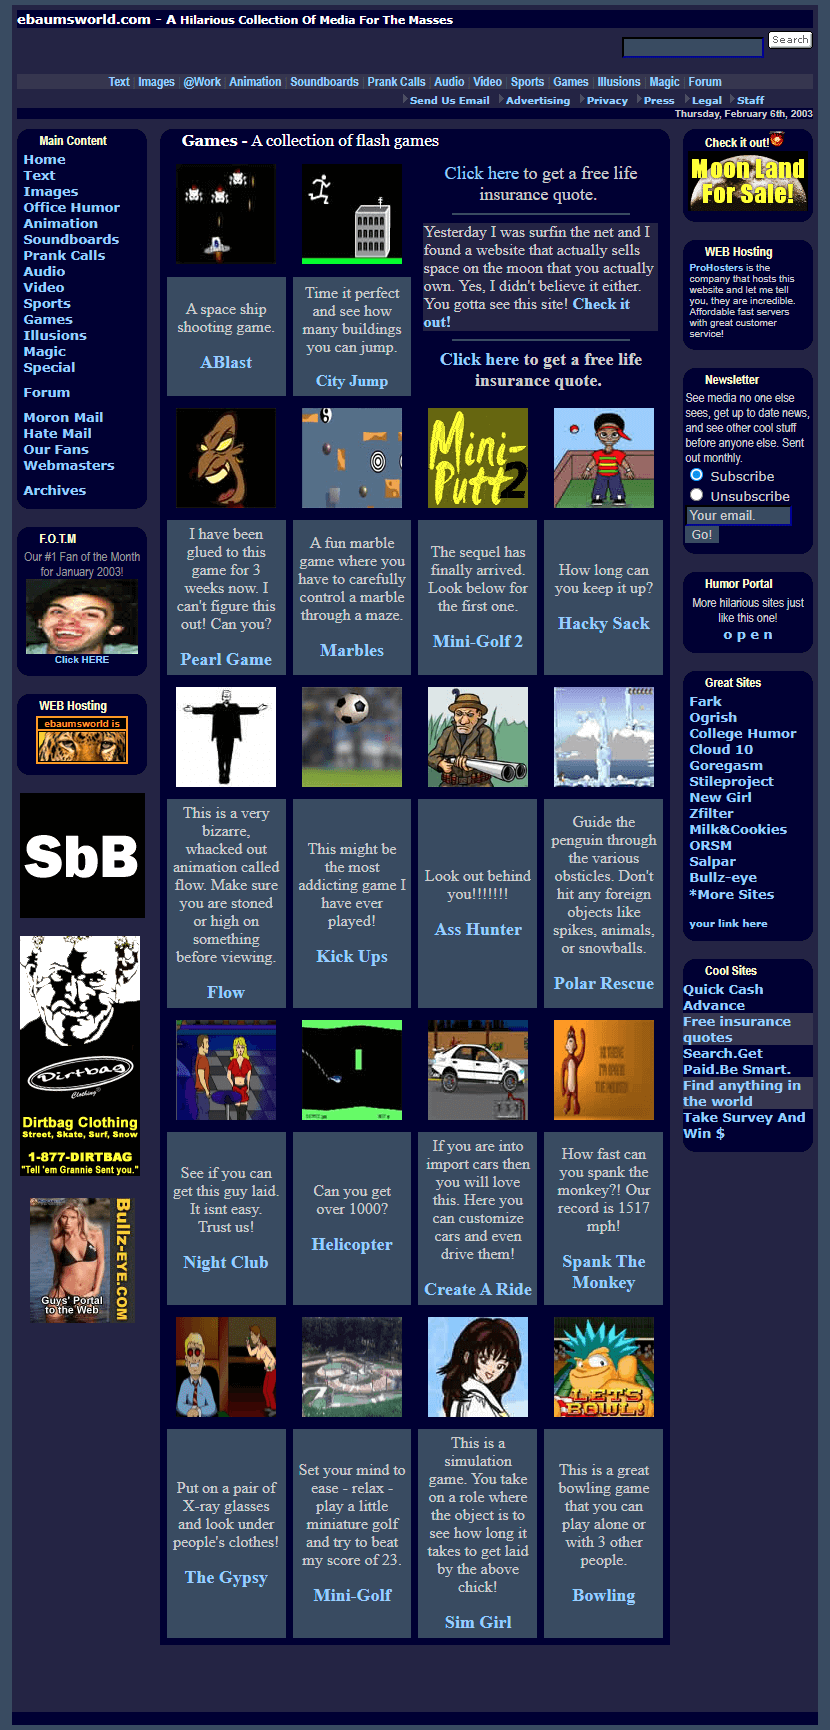 ebaumsworld.com - A Hilarious Collection Of Media For The Masses
Search
Text | Images | @Work | Animation | Soundboards | Prank Calls | Audio | Video | Sports | Games | Illusions | Magic | Forum
Send Us Email Advertising Privacy Press Legal Staff
Thursday, February 6th, 2003
Main Content
Home
Text
Images
Office Humor
Animation
Soundboards
Prank Calls
Audio
Video
Sports
Games
Illusions
Magic
Special
Forum
Moron Mail
Hate Mail
Our Fans
Webmasters
Archives
F.O.T.M
Our #1 Fan of the Month
for January 2003!
Click HERE
WEB Hosting
ebaumsworld is
SbB
Dirtbag
Clothing
Dirtbag Clothing
Street, Skate, Surf, Snow
1-877-DIRTBAG
"Tell 'em Grannie Sent you."
Bullz-EYE.COM
Guys' Portal
to the Web
Games - A collection of flash games
Click here to get a free life
insurance quote.
Yesterday I was surfin the net and I
found a website that actually sells
space on the moon that you actually
own. Yes, I didn't believe it either.
You gotta see this site! Check it
out!
Click here to get a free life
insurance quote.
A space ship
shooting game.
ABlast
Time it perfect
and see how
many buildings
you can jump.
City Jump
Mini-
Putt
2
I have been
glued to this
game for 3
weeks now. I
can't figure this
out! Can you?
Pearl Game
A fun marble
game where you
have to carefully
control a marble
through a maze.
Marbles
The sequel has
finally arrived.
Look below for
the first one.
Mini-Golf 2
How long can
you keep it up?
Hacky Sack
This is a very
bizarre,
whacked out
animation called
flow. Make sure
you are stoned
or high on
something
before viewing.
Flow
This might be
the most
addicting game I
have ever
played!
Kick Ups
Look out behind
you!!!!!!!
Ass Hunter
Guide the
penguin through
the various
obsticles. Don't
hit any foreign
objects like
spikes, animals,
or snowballs.
Polar Rescue
See if you can
get this guy laid.
It isnt easy.
Trust us!
Night Club
Can you get
over 1000?
Helicopter
If you are into
import cars then
you will love
this. Here you
can customize
cars and even
drive them!
Create A Ride
How fast can
you spank the
monkey?! Our
record is 1517
mph!
Spank The
Monkey
LET'S
BOWL!
Put on a pair of
X-ray glasses
and look under
people's clothes!
The Gypsy
Set your mind to
ease - relax -
play a little
miniature golf
and try to beat
my score of 23.
Mini-Golf
This is a
simulation
game. You take
on a role where
the object is to
see how long it
takes to get laid
by the above
chick!
Sim Girl
This is a great
bowling game
that you can
play alone or
with 3 other
people.
Bowling
Check it out!
Moon Land
For Sale!
WEB Hosting
ProHosters is the
company that hosts this
website and let me tell
you, they are incredible.
Affordable fast servers
with great customer
service!
Newsletter
See media no one else
sees, get up to date news,
and see other cool stuff
before anyone else. Sent
out monthly.
Subscribe
Unsubscribe
Your email.
Go!
Humor Portal
More hilarious sites just
like this one!
o p e n
Great Sites
Fark
Ogrish
College Humor
Cloud 10
Goregasm
Stileproject
New Girl
Zfilter
Milk&Cookies
ORSM
Salpar
Bullz-eye
*More Sites
your link here
Cool Sites
Quick Cash
Advance
Free insurance
quotes
Search.Get
Paid.Be Smart.
Find anything in
the world
Take Survey And
Win $